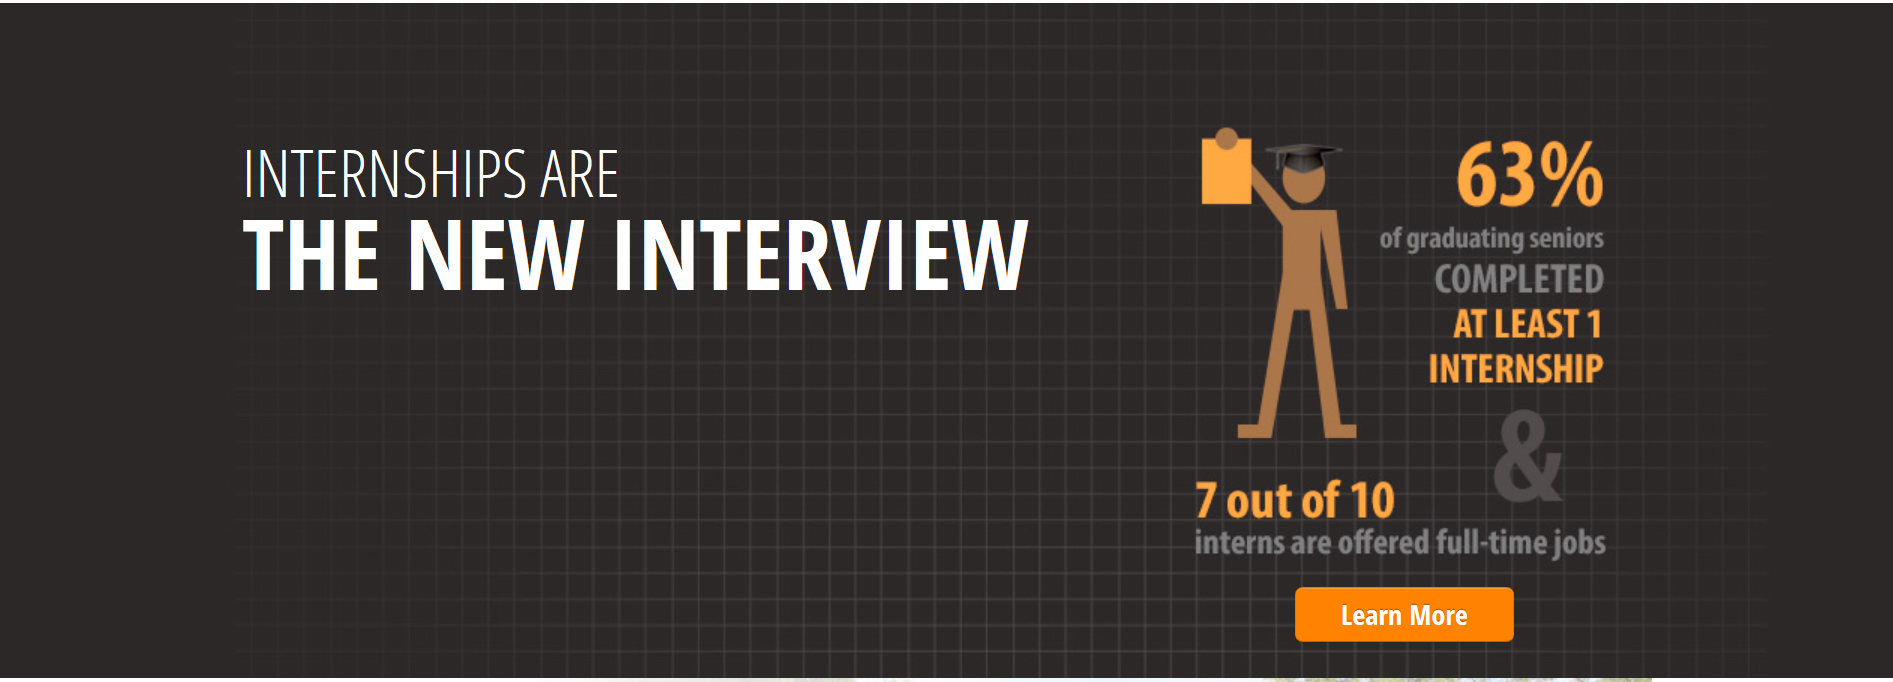 INTERNSHIPS ARE
THE NEW INTERVIEW
63%
of graduating seniors
COMPLETED
AT LEAST 1
INTERNSHIP
&
7 out of 10
interns are offered full-time jobs
Learn More